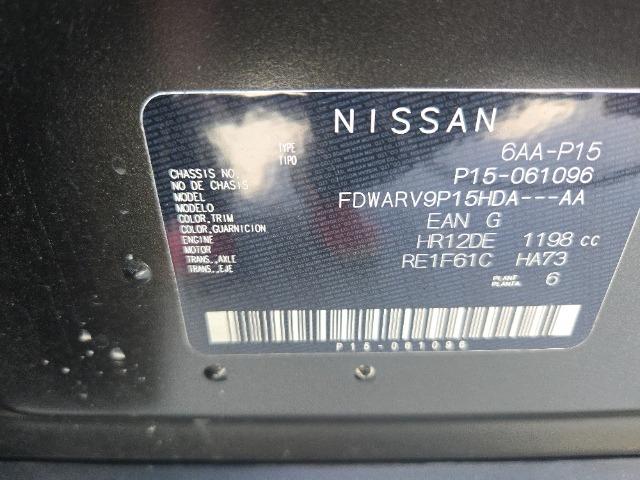 NISSAN
TYPE 6AA-P15
TIPO
CHASSIS NO. P15-061096
NO DE CHASIS
MODEL FDWARV9P15HDA---AA
MODELO
COLOR,TRIM EAN G
COLOR,GUARNICION
ENGINE HR12DE 1198 cc
MOTOR
TRANS.,AXLE RE1F61C HA73
TRANS.,EJE
PLANT 6
PLANTA
P15-061096